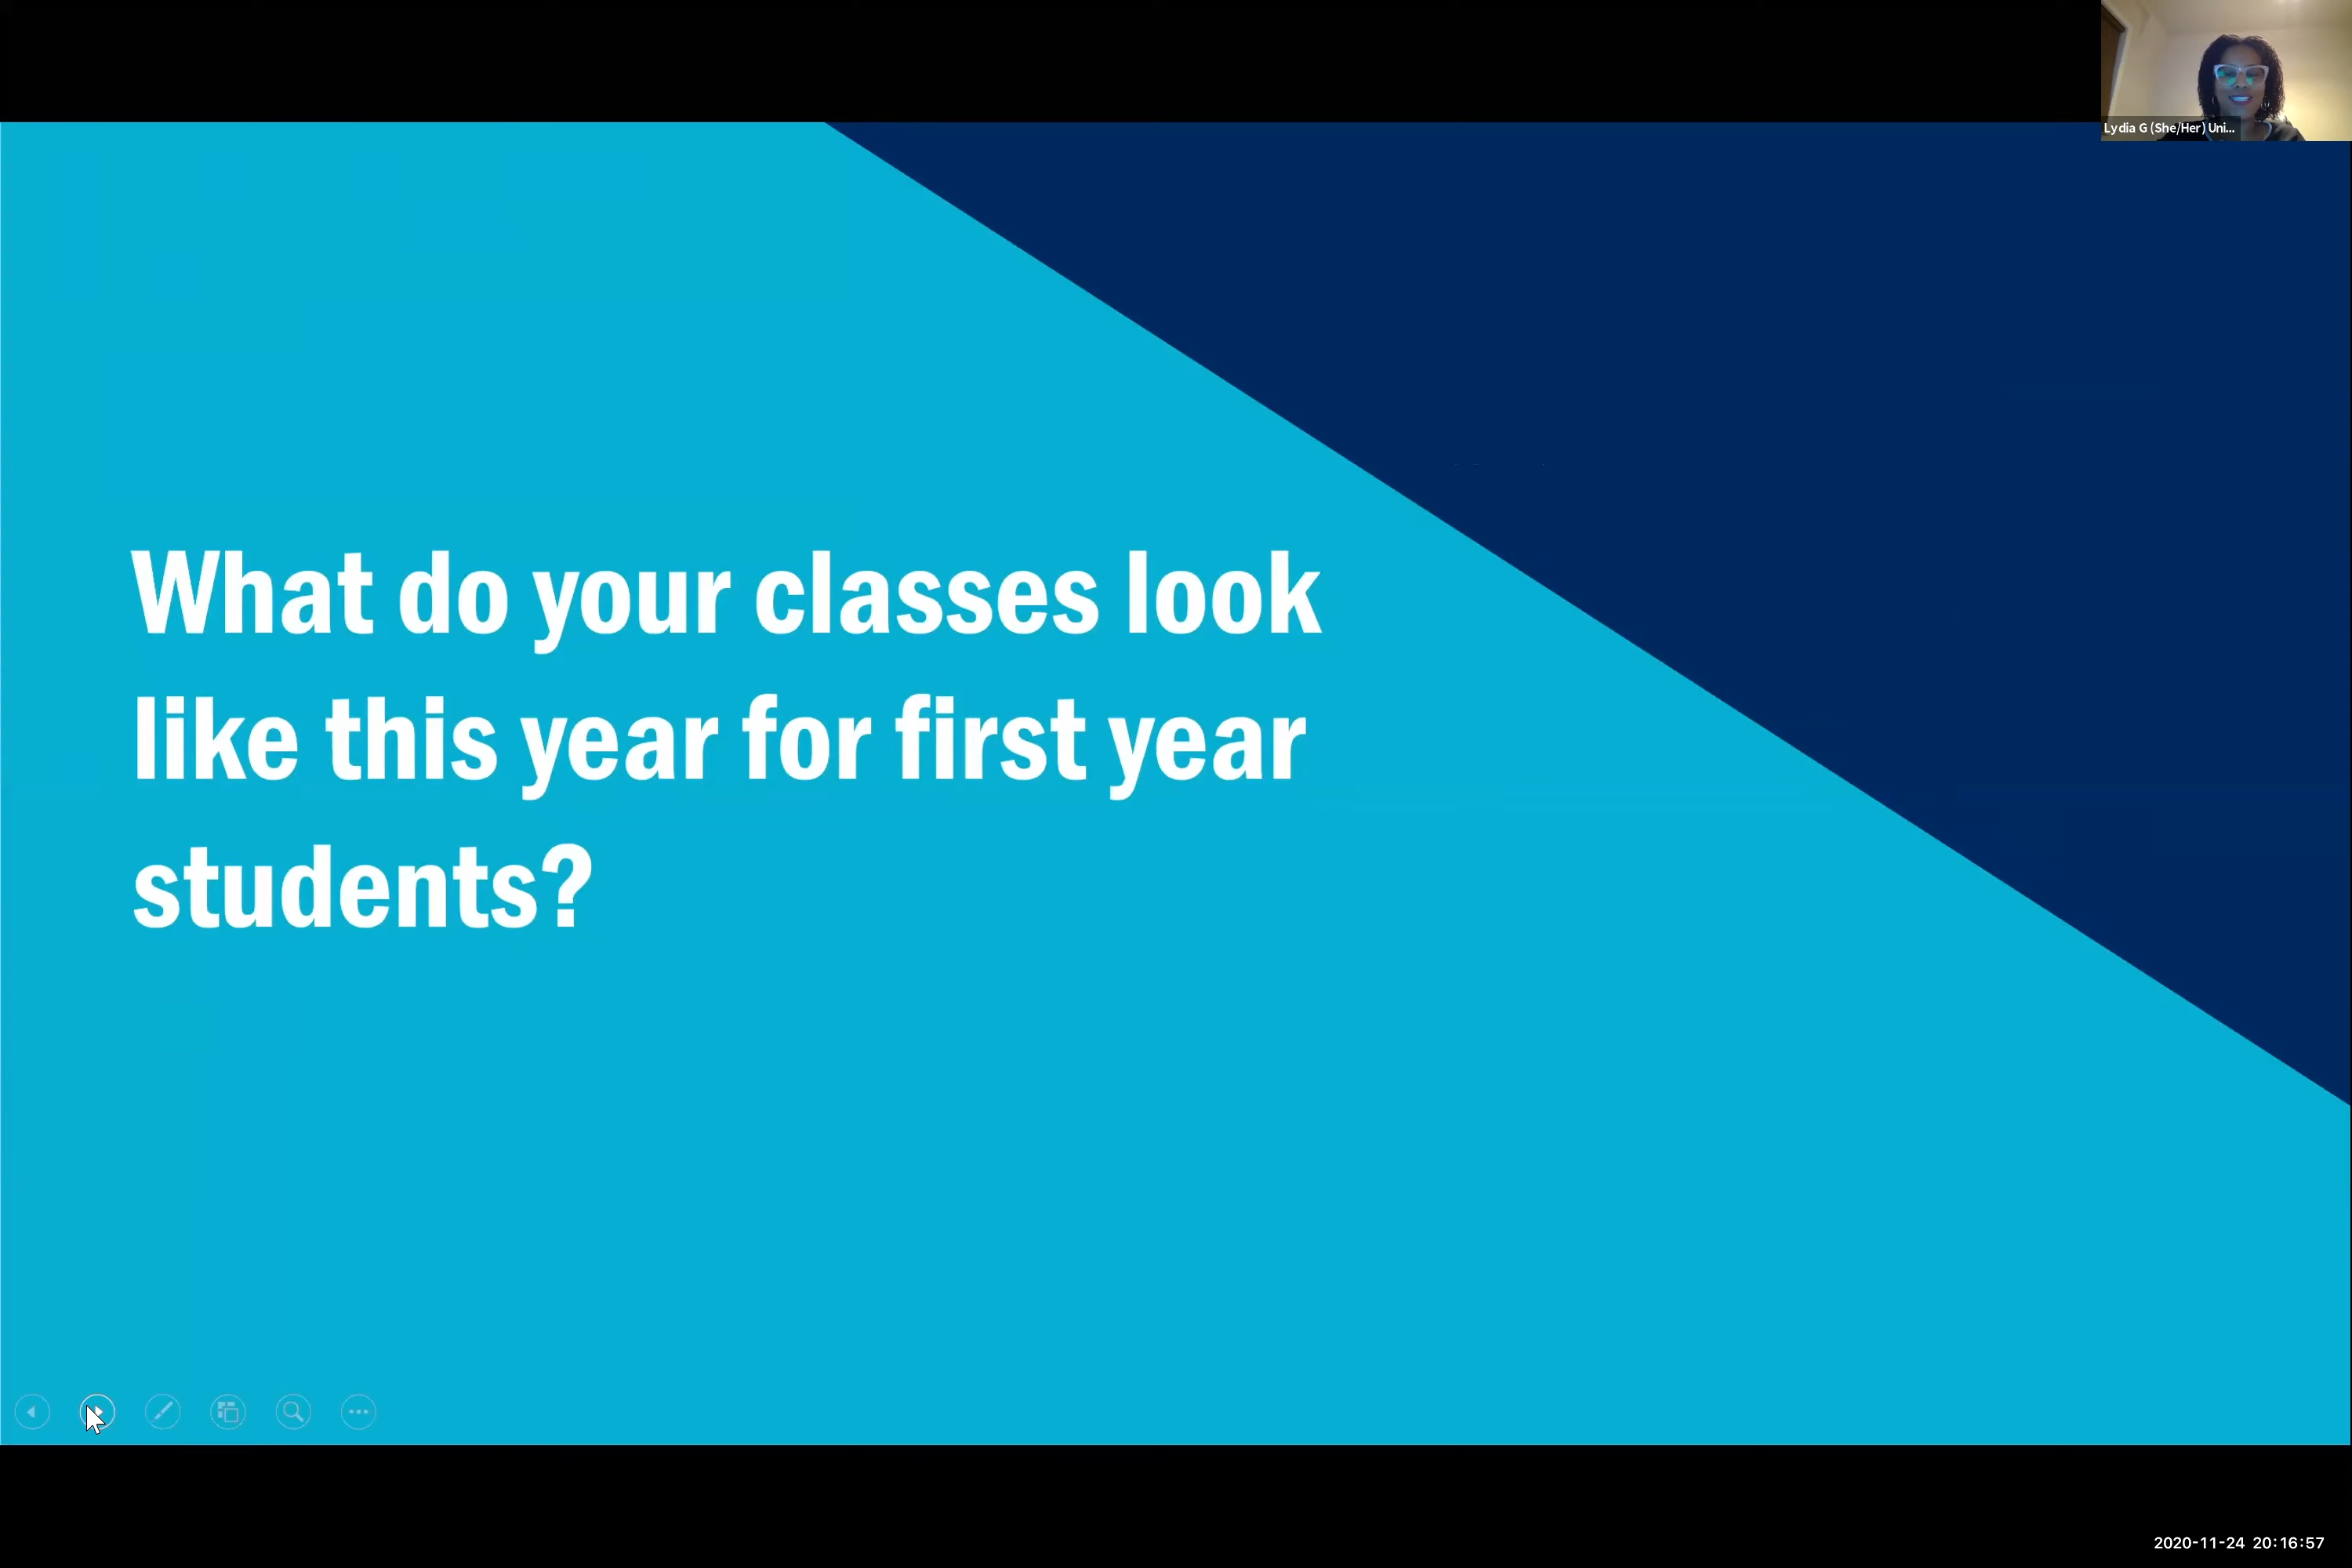 Lydia G (She/Her) Uni...
What do your classes look
like this year for first year
students?
2020-11-24 20:16:57